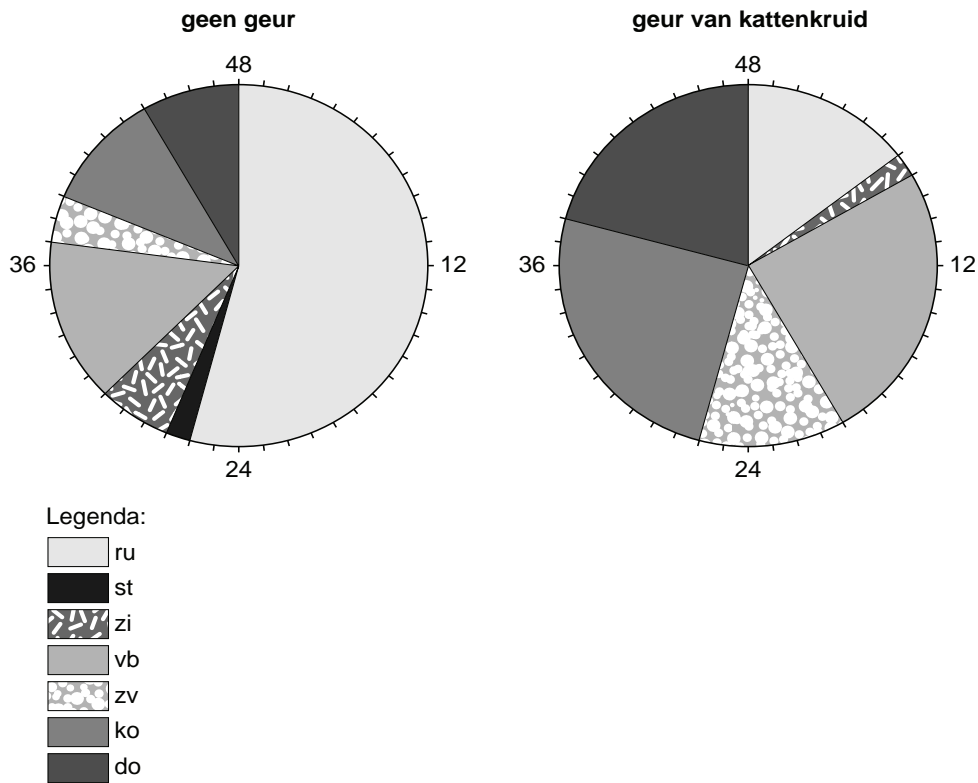 geen geur
48
36
12
24
geur van kattenkruid
48
36
12
24
Legenda:
ru
st
zi
vb
zv
ko
do